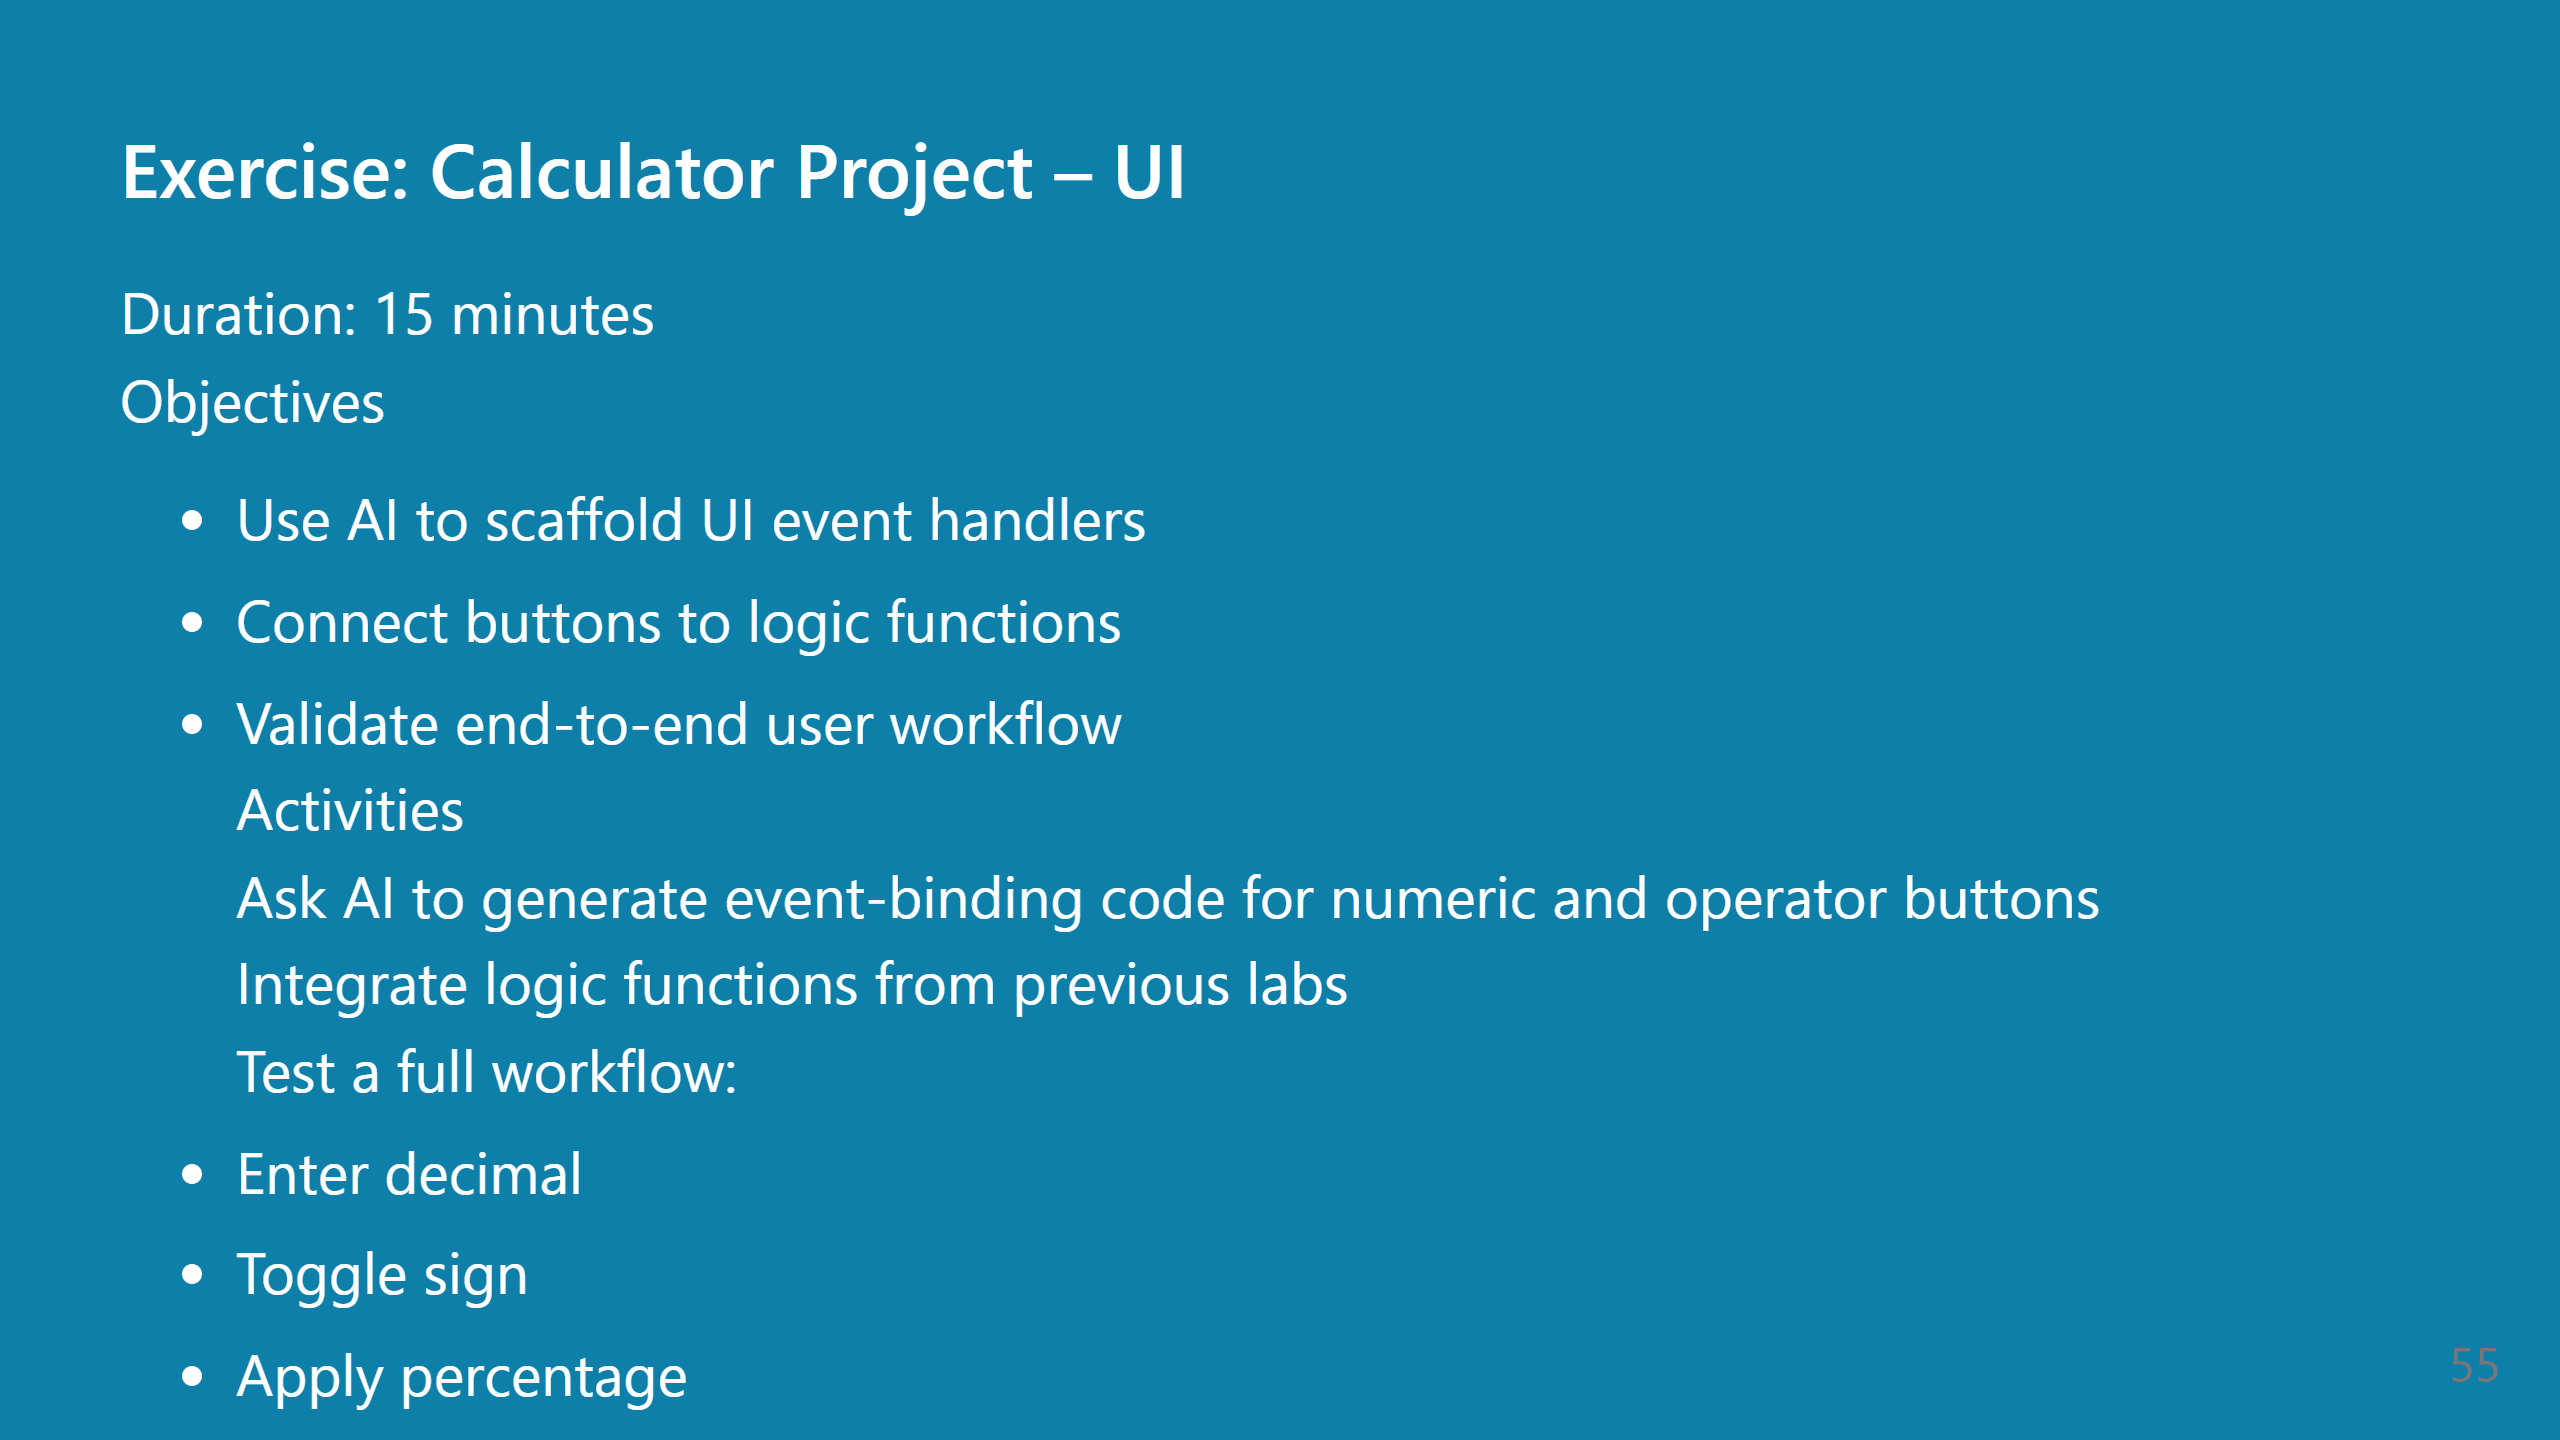 Exercise: Calculator Project – UI
Duration: 15 minutes
Objectives
• Use AI to scaffold UI event handlers
• Connect buttons to logic functions
• Validate end-to-end user workflow
Activities
Ask AI to generate event-binding code for numeric and operator buttons
Integrate logic functions from previous labs
Test a full workflow:
• Enter decimal
• Toggle sign
• Apply percentage
55